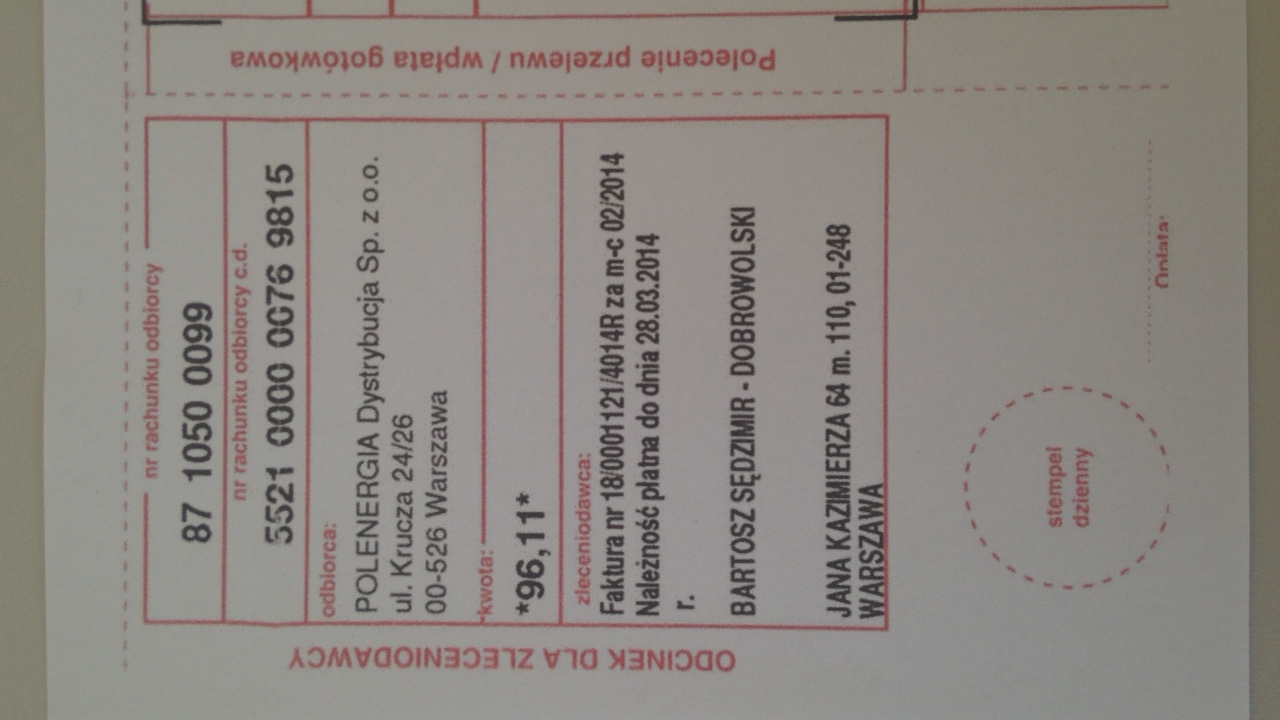 nr rachunku odbiorcy
87 1050 0099
nr rachunku odbiorcy c.d.
5521 0000 0076 9815
odbiorca:
POLENERGIA Dystrybucja Sp. z o.o.
ul. Krucza 24/26
00-526 Warszawa
kwota:
*96,11*
zleceniodawca:
Faktura nr 18/0001121/4014R za m-c 02/2014
Należność płatna do dnia 28.03.2014
r.
BARTOSZ SĘDZIMIR - DOBROWOLSKI
JANA KAZIMIERZA 64 m. 110, 01-248
WARSZAWA
stempel
dzienny
Opłata:
ODCINEK DLA ZLECENIODAWCY
Polecenie przelewu / wpłata gotówkowa